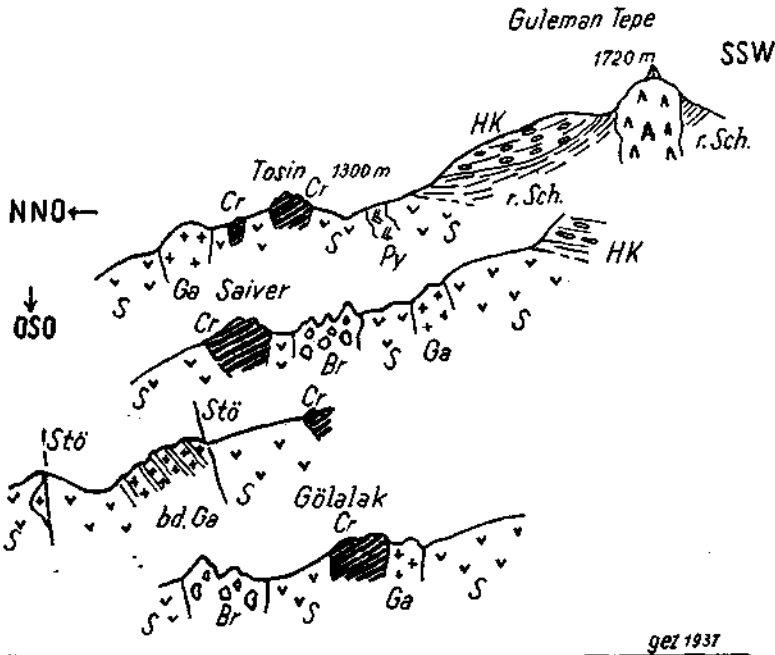 Guleman Tepe
1720 m SSW
HK
Tosin
Cr Cr 1300 m
r. Sch.
NNO
r. Sch.
S S
Py
HK
S Ga Saiver
OSO
Cr
S
S Br S Ga
Stö Stö Cr
S
bd. Ga Gölalak
S Cr
S Br S Ga S
gez 1937